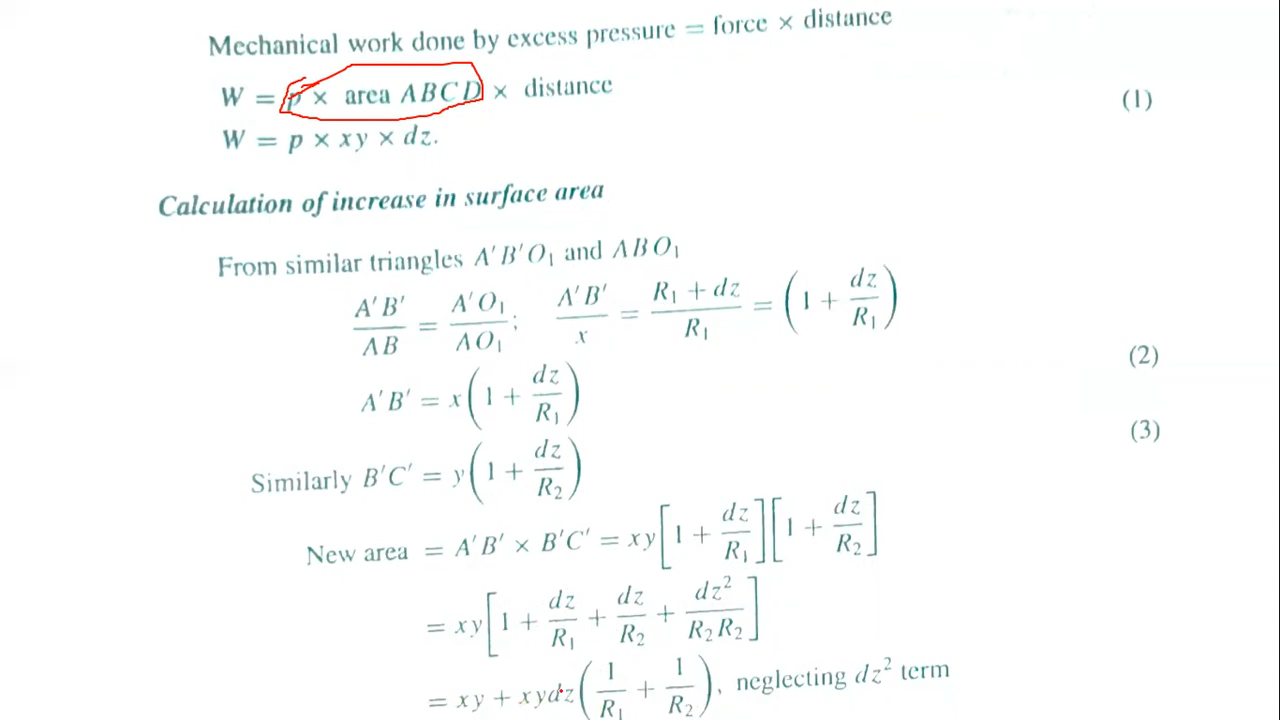 Mechanical work done by excess pressure = force × distance
W = p × area ABCD × distance (1)
W = p × xy × dz.
Calculation of increase in surface area
From similar triangles A′B′O₁ and ABO₁
A′B′/AB = A′O₁/AO₁; A′B′/x = (R₁ + dz)/R₁ = (1 + dz/R₁)
(2)
A′B′ = x(1 + dz/R₁)
(3)
Similarly B′C′ = y(1 + dz/R₂)
New area = A′B′ × B′C′ = xy[1 + dz/R₁][1 + dz/R₂]
= xy[1 + dz/R₁ + dz/R₂ + dz²/R₂R₂]
= xy + xydz(1/R₁ + 1/R₂), neglecting dz² term